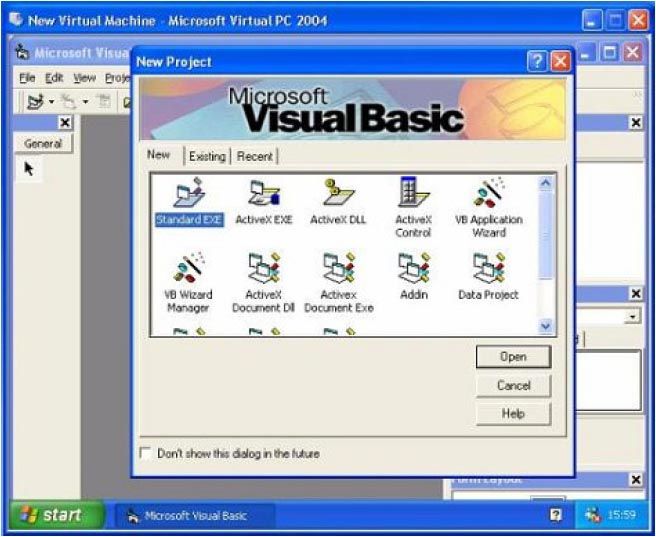 New Virtual Machine - Microsoft Virtual PC 2004
Microsoft Visua
New Project
File Edit View Proje
Microsoft
Visual Basic
General
New Existing Recent
Standard EXE ActiveX EXE ActiveX DLL ActiveX Control VB Application Wizard
VB Wizard Manager ActiveX Document Dll Activex Document Exe Addin Data Project
Open
Cancel
Help
Don't show this dialog in the future
Form Layout
start Microsoft Visual Basic 15:59